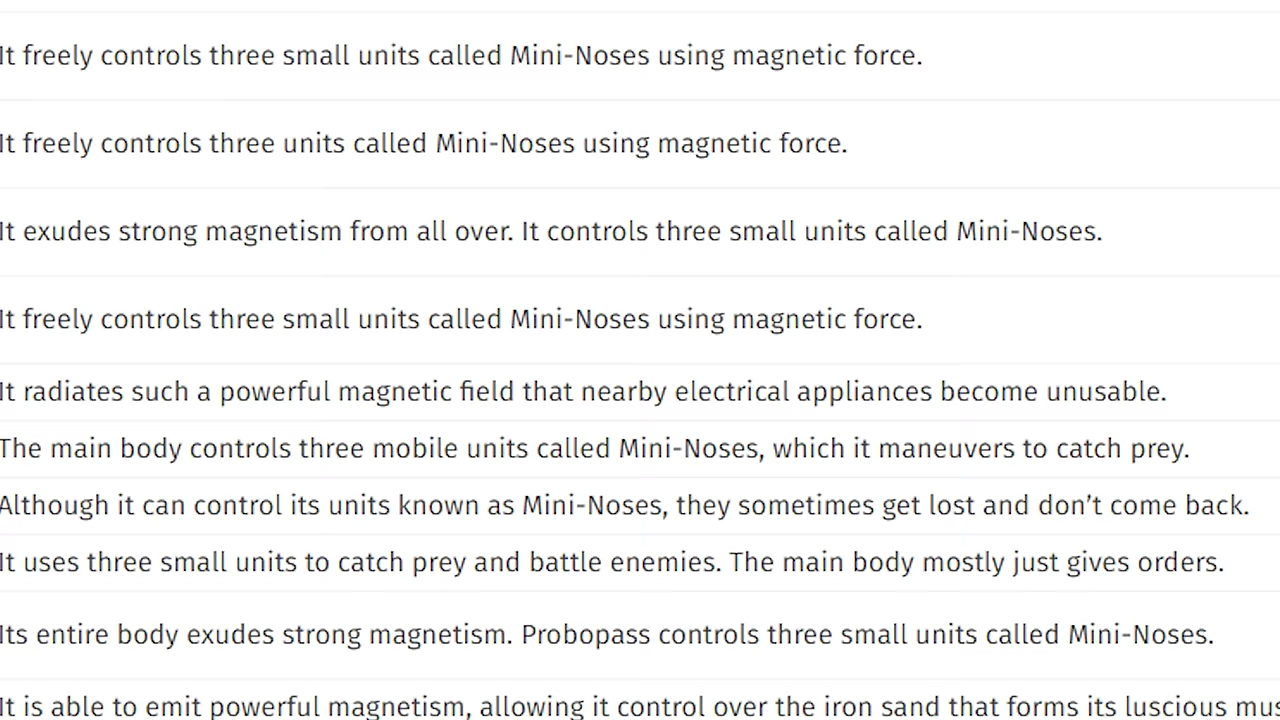 It freely controls three small units called Mini-Noses using magnetic force.
It freely controls three units called Mini-Noses using magnetic force.
It exudes strong magnetism from all over. It controls three small units called Mini-Noses.
It freely controls three small units called Mini-Noses using magnetic force.
It radiates such a powerful magnetic field that nearby electrical appliances become unusable.
The main body controls three mobile units called Mini-Noses, which it maneuvers to catch prey.
Although it can control its units known as Mini-Noses, they sometimes get lost and don’t come back.
It uses three small units to catch prey and battle enemies. The main body mostly just gives orders.
Its entire body exudes strong magnetism. Probopass controls three small units called Mini-Noses.
It is able to emit powerful magnetism, allowing it control over the iron sand that forms its luscious